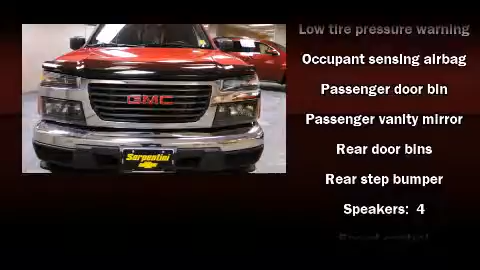 Low tire pressure warning
Occupant sensing airbag
Passenger door bin
Passenger vanity mirror
Rear door bins
Rear step bumper
Speakers: 4
GMC
Serpentini